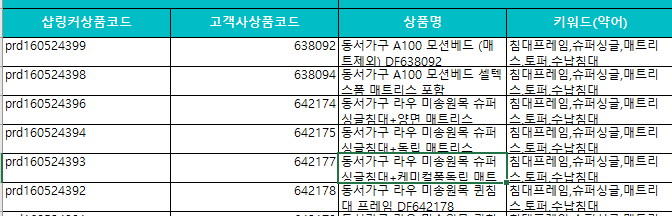 샵링커상품코드 고객사상품코드 상품명 키워드(약어)
prd160524399 638092 동서가구 A100 모션베드 (매 침대프레임,슈퍼싱글,매트리
트제외) DF638092 스,토퍼,수납침대
prd160524398 638094 동서가구 A100 모션베드 셀텍 침대프레임,슈퍼싱글,매트리
스폼 매트리스 포함 스,토퍼,수납침대
prd160524396 642174 동서가구 라우 미송원목 슈퍼 침대프레임,슈퍼싱글,매트리
싱글침대+양면 매트리스 스,토퍼,수납침대
prd160524394 642175 동서가구 라우 미송원목 슈퍼 침대프레임,슈퍼싱글,매트리
싱글침대+독립 매트리스 스,토퍼,수납침대
prd160524393 642177 동서가구 라우 미송원목 슈퍼 침대프레임,슈퍼싱글,매트리
싱글침대+케미컬폼독립 매트 스,토퍼,수납침대
prd160524392 642178 동서가구 라우 미송원목 퀸침 침대프레임,슈퍼싱글,매트리
대 프레임 DF642178 스,토퍼,수납침대